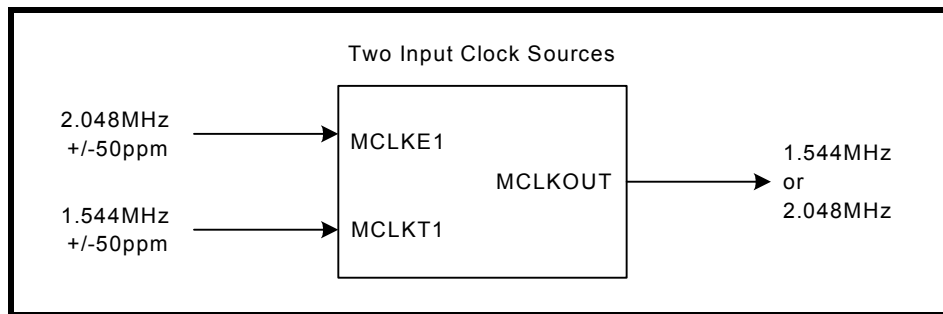 Two Input Clock Sources
2.048MHz
+/-50ppm
MCLKE1
1.544MHz
+/-50ppm
MCLKT1
MCLKOUT
1.544MHz
or
2.048MHz